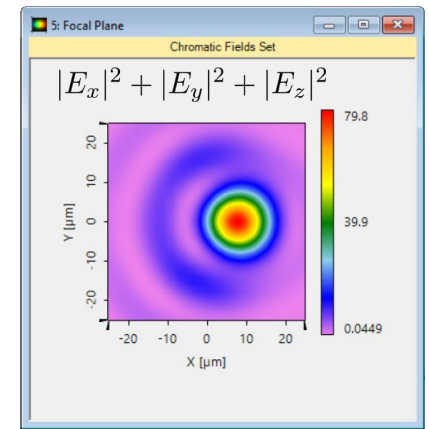 5: Focal Plane
Chromatic Fields Set
|E_x|^2 + |E_y|^2 + |E_z|^2
79.8
39.9
0.0449
Y [µm]
20
10
0
-10
-20
-20 -10 0 10 20
X [µm]